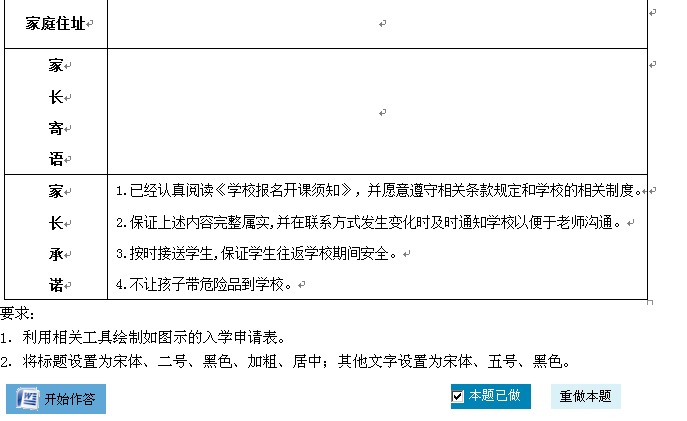 家庭住址
家
长
寄
语
家
长
承
诺
1.已经认真阅读《学校报名开课须知》，并愿意遵守相关条款规定和学校的相关制度。
2.保证上述内容完整属实,并在联系方式发生变化时及时通知学校以便于老师沟通。
3.按时接送学生,保证学生往返学校期间安全。
4.不让孩子带危险品到学校。
要求：
1. 利用相关工具绘制如图示的入学申请表。
2. 将标题设置为宋体、二号、黑色、加粗、居中；其他文字设置为宋体、五号、黑色。
开始作答
本题已做
重做本题